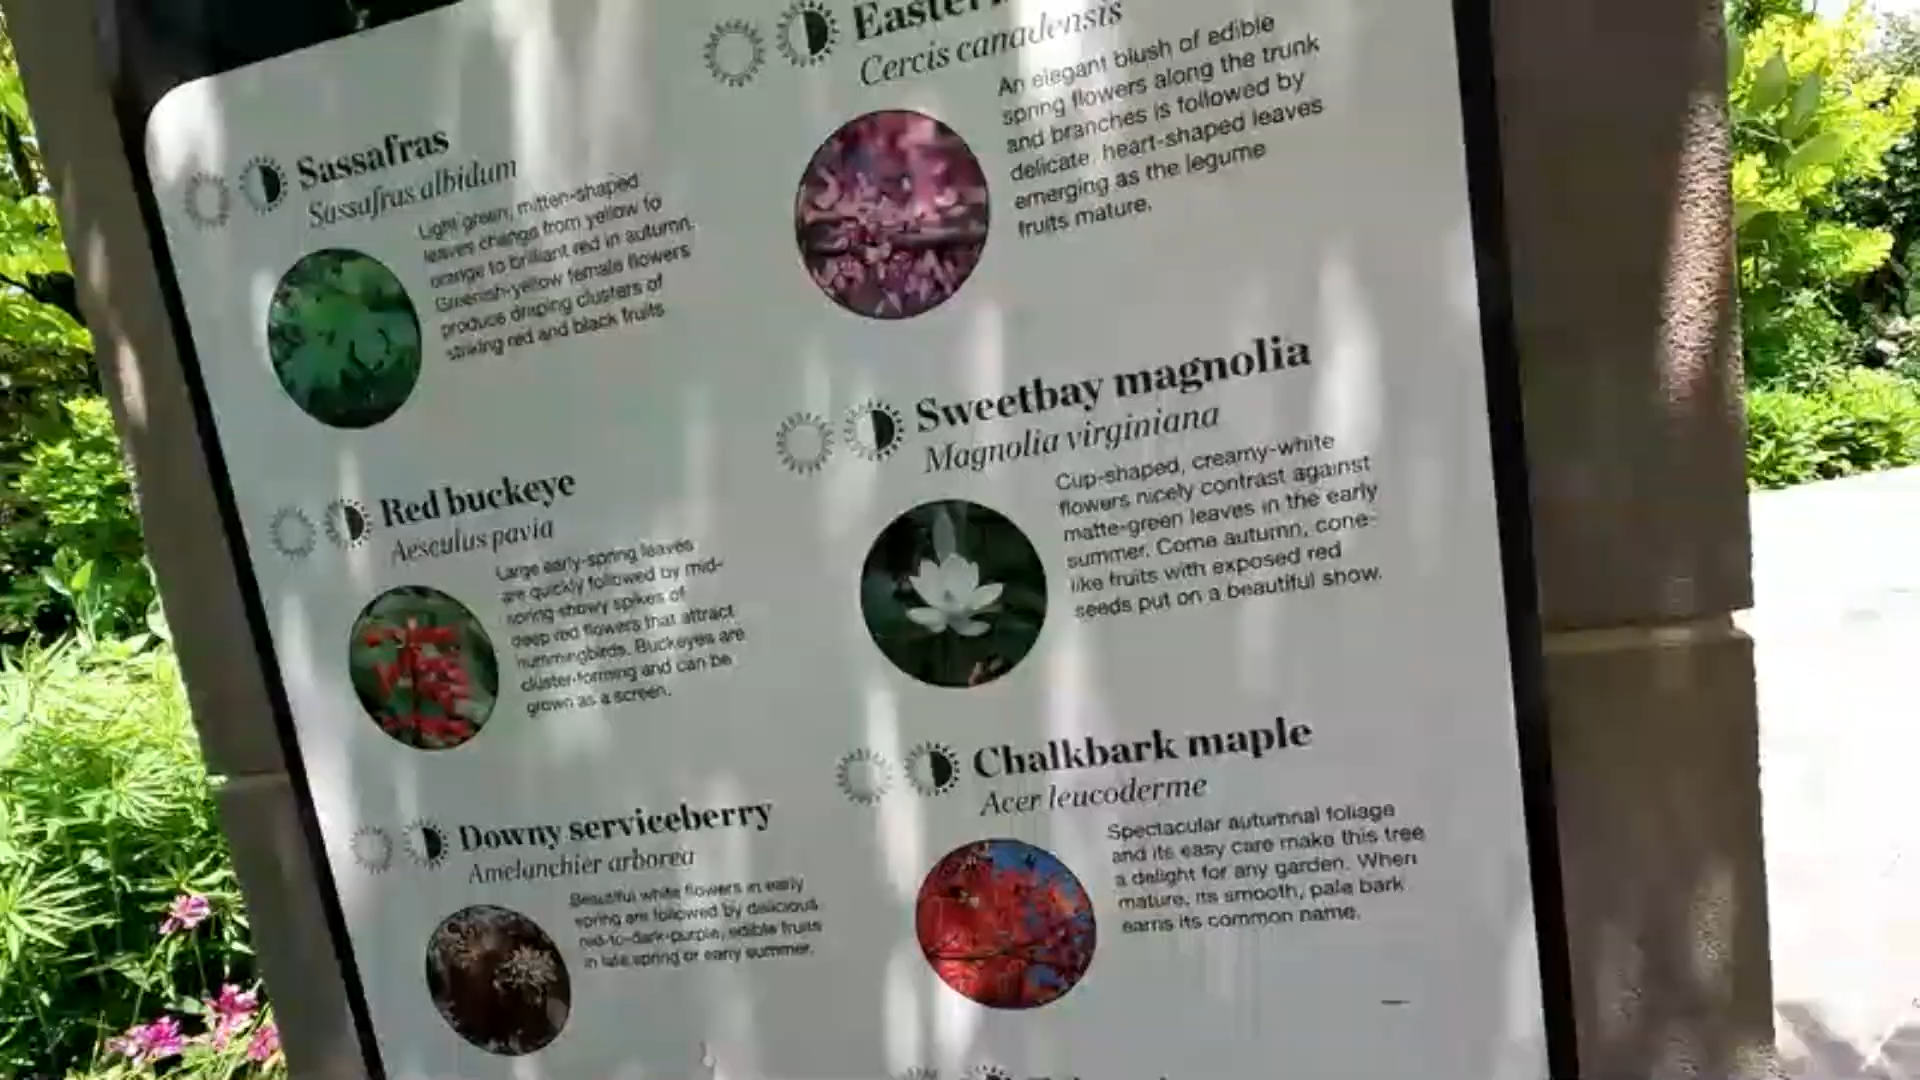 Sassafras
Sassafras albidum
Light green, mitten-shaped
leaves change from yellow to
orange to brilliant red in autumn.
Greenish-yellow female flowers
produce draping clusters of
striking red and black fruits
Red buckeye
Aesculus pavia
Large early-spring leaves
are quickly followed by mid-
spring showy spikes of
deep red flowers that attract
hummingbirds. Buckeyes are
cluster-forming and can be
grown as a screen.
Downy serviceberry
Amelanchier arborea
Beautiful white flowers in early
spring are followed by delicious
red-to-dark-purple, edible fruits
in late spring or early summer.
Eastern
Cercis canadensis
An elegant blush of edible
spring flowers along the trunk
and branches is followed by
delicate, heart-shaped leaves
emerging as the legume
fruits mature.
Sweetbay magnolia
Magnolia virginiana
Cup-shaped, creamy-white
flowers nicely contrast against
matte-green leaves in the early
summer. Come autumn, cone-
like fruits with exposed red
seeds put on a beautiful show.
Chalkbark maple
Acer leucoderme
Spectacular autumnal foliage
and its easy care make this tree
a delight for any garden. When
mature, its smooth, pale bark
earns its common name.